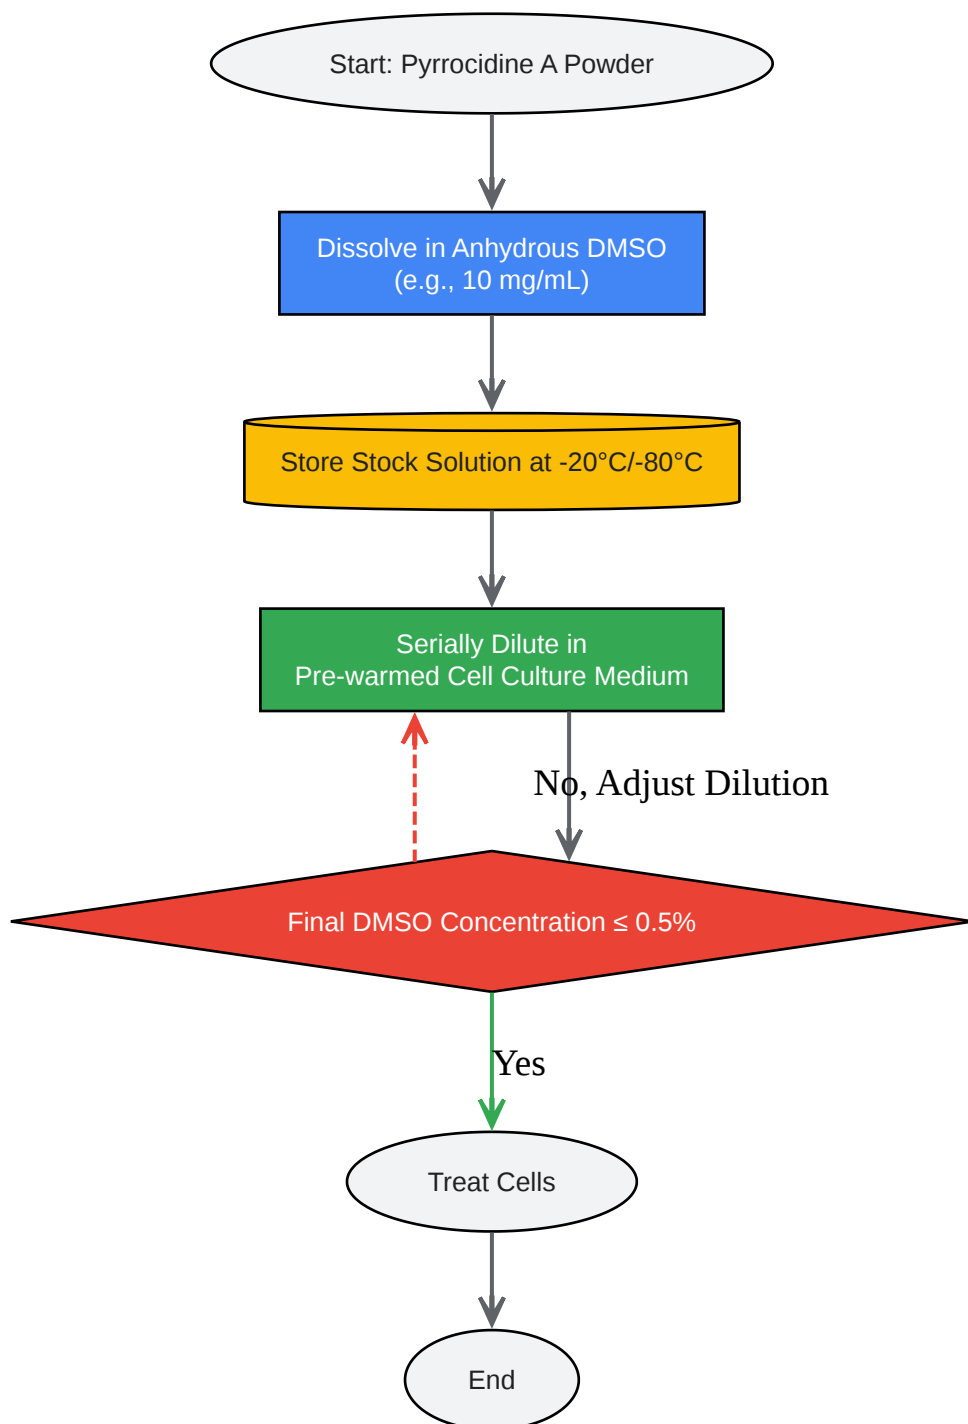 Start: Pyrrocidine A Powder
Dissolve in Anhydrous DMSO
(e.g., 10 mg/mL)
Store Stock Solution at -20°C/-80°C
Serially Dilute in
Pre-warmed Cell Culture Medium
No, Adjust Dilution
Final DMSO Concentration ≤ 0.5%
Yes
Treat Cells
End